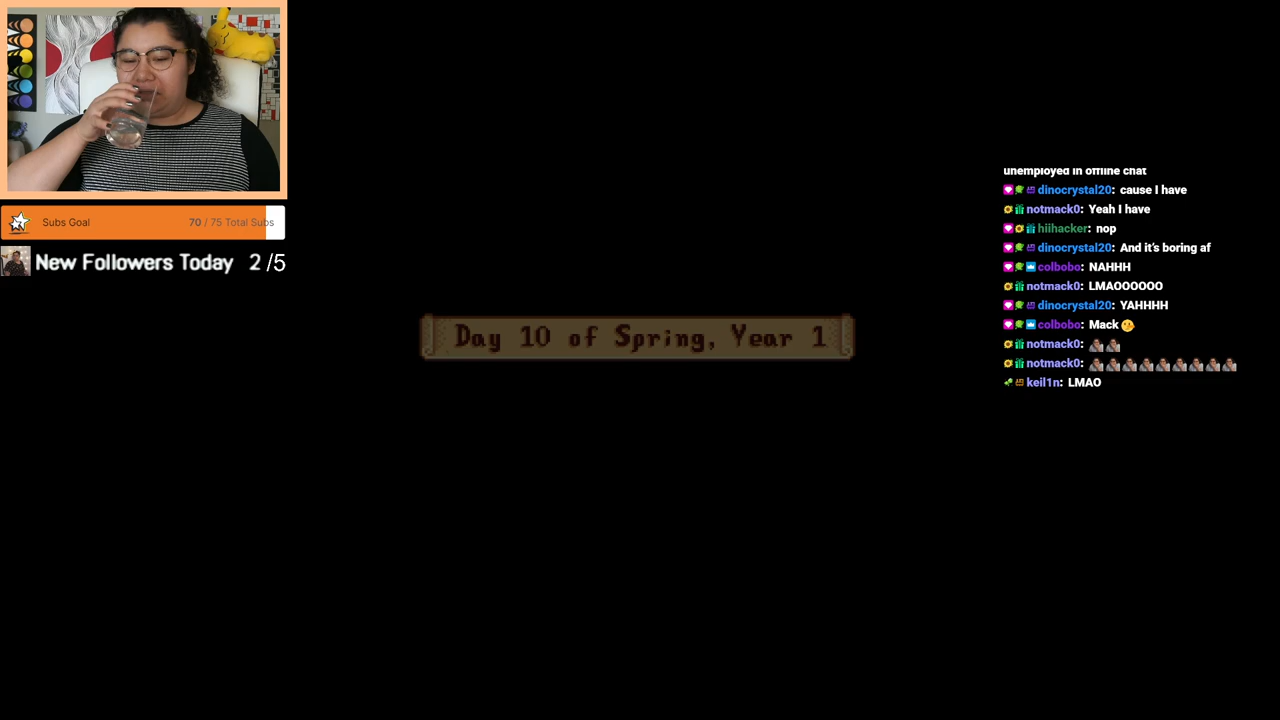 Subs Goal 70 / 75 Total Subs
New Followers Today 2 /5
Day 10 of Spring, Year 1
unemployed in offline chat
dinocrystal20: cause I have
notmack0: Yeah I have
hiihacker: nop
dinocrystal20: And it's boring af
colbobo: NAHHH
notmack0: LMAOOOOOO
dinocrystal20: YAHHHH
colbobo: Mack
notmack0:
notmack0:
keil1n: LMAO